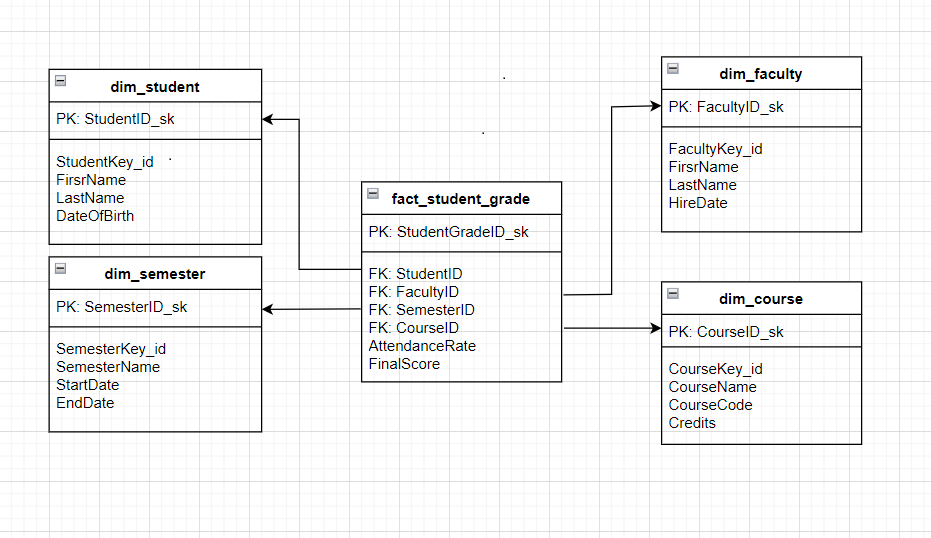 dim_student
PK: StudentID_sk
StudentKey_id
FirsrName
LastName
DateOfBirth
dim_semester
PK: SemesterID_sk
SemesterKey_id
SemesterName
StartDate
EndDate
fact_student_grade
PK: StudentGradeID_sk
FK: StudentID
FK: FacultyID
FK: SemesterID
FK: CourseID
AttendanceRate
FinalScore
dim_faculty
PK: FacultyID_sk
FacultyKey_id
FirsrName
LastName
HireDate
dim_course
PK: CourseID_sk
CourseKey_id
CourseName
CourseCode
Credits